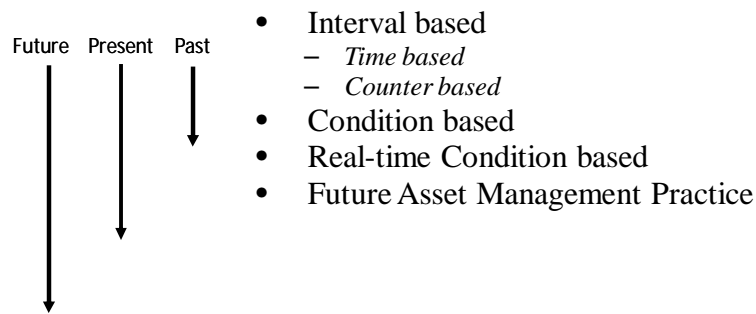 Future Present Past
• Interval based
– Time based
– Counter based
• Condition based
• Real-time Condition based
• Future Asset Management Practice